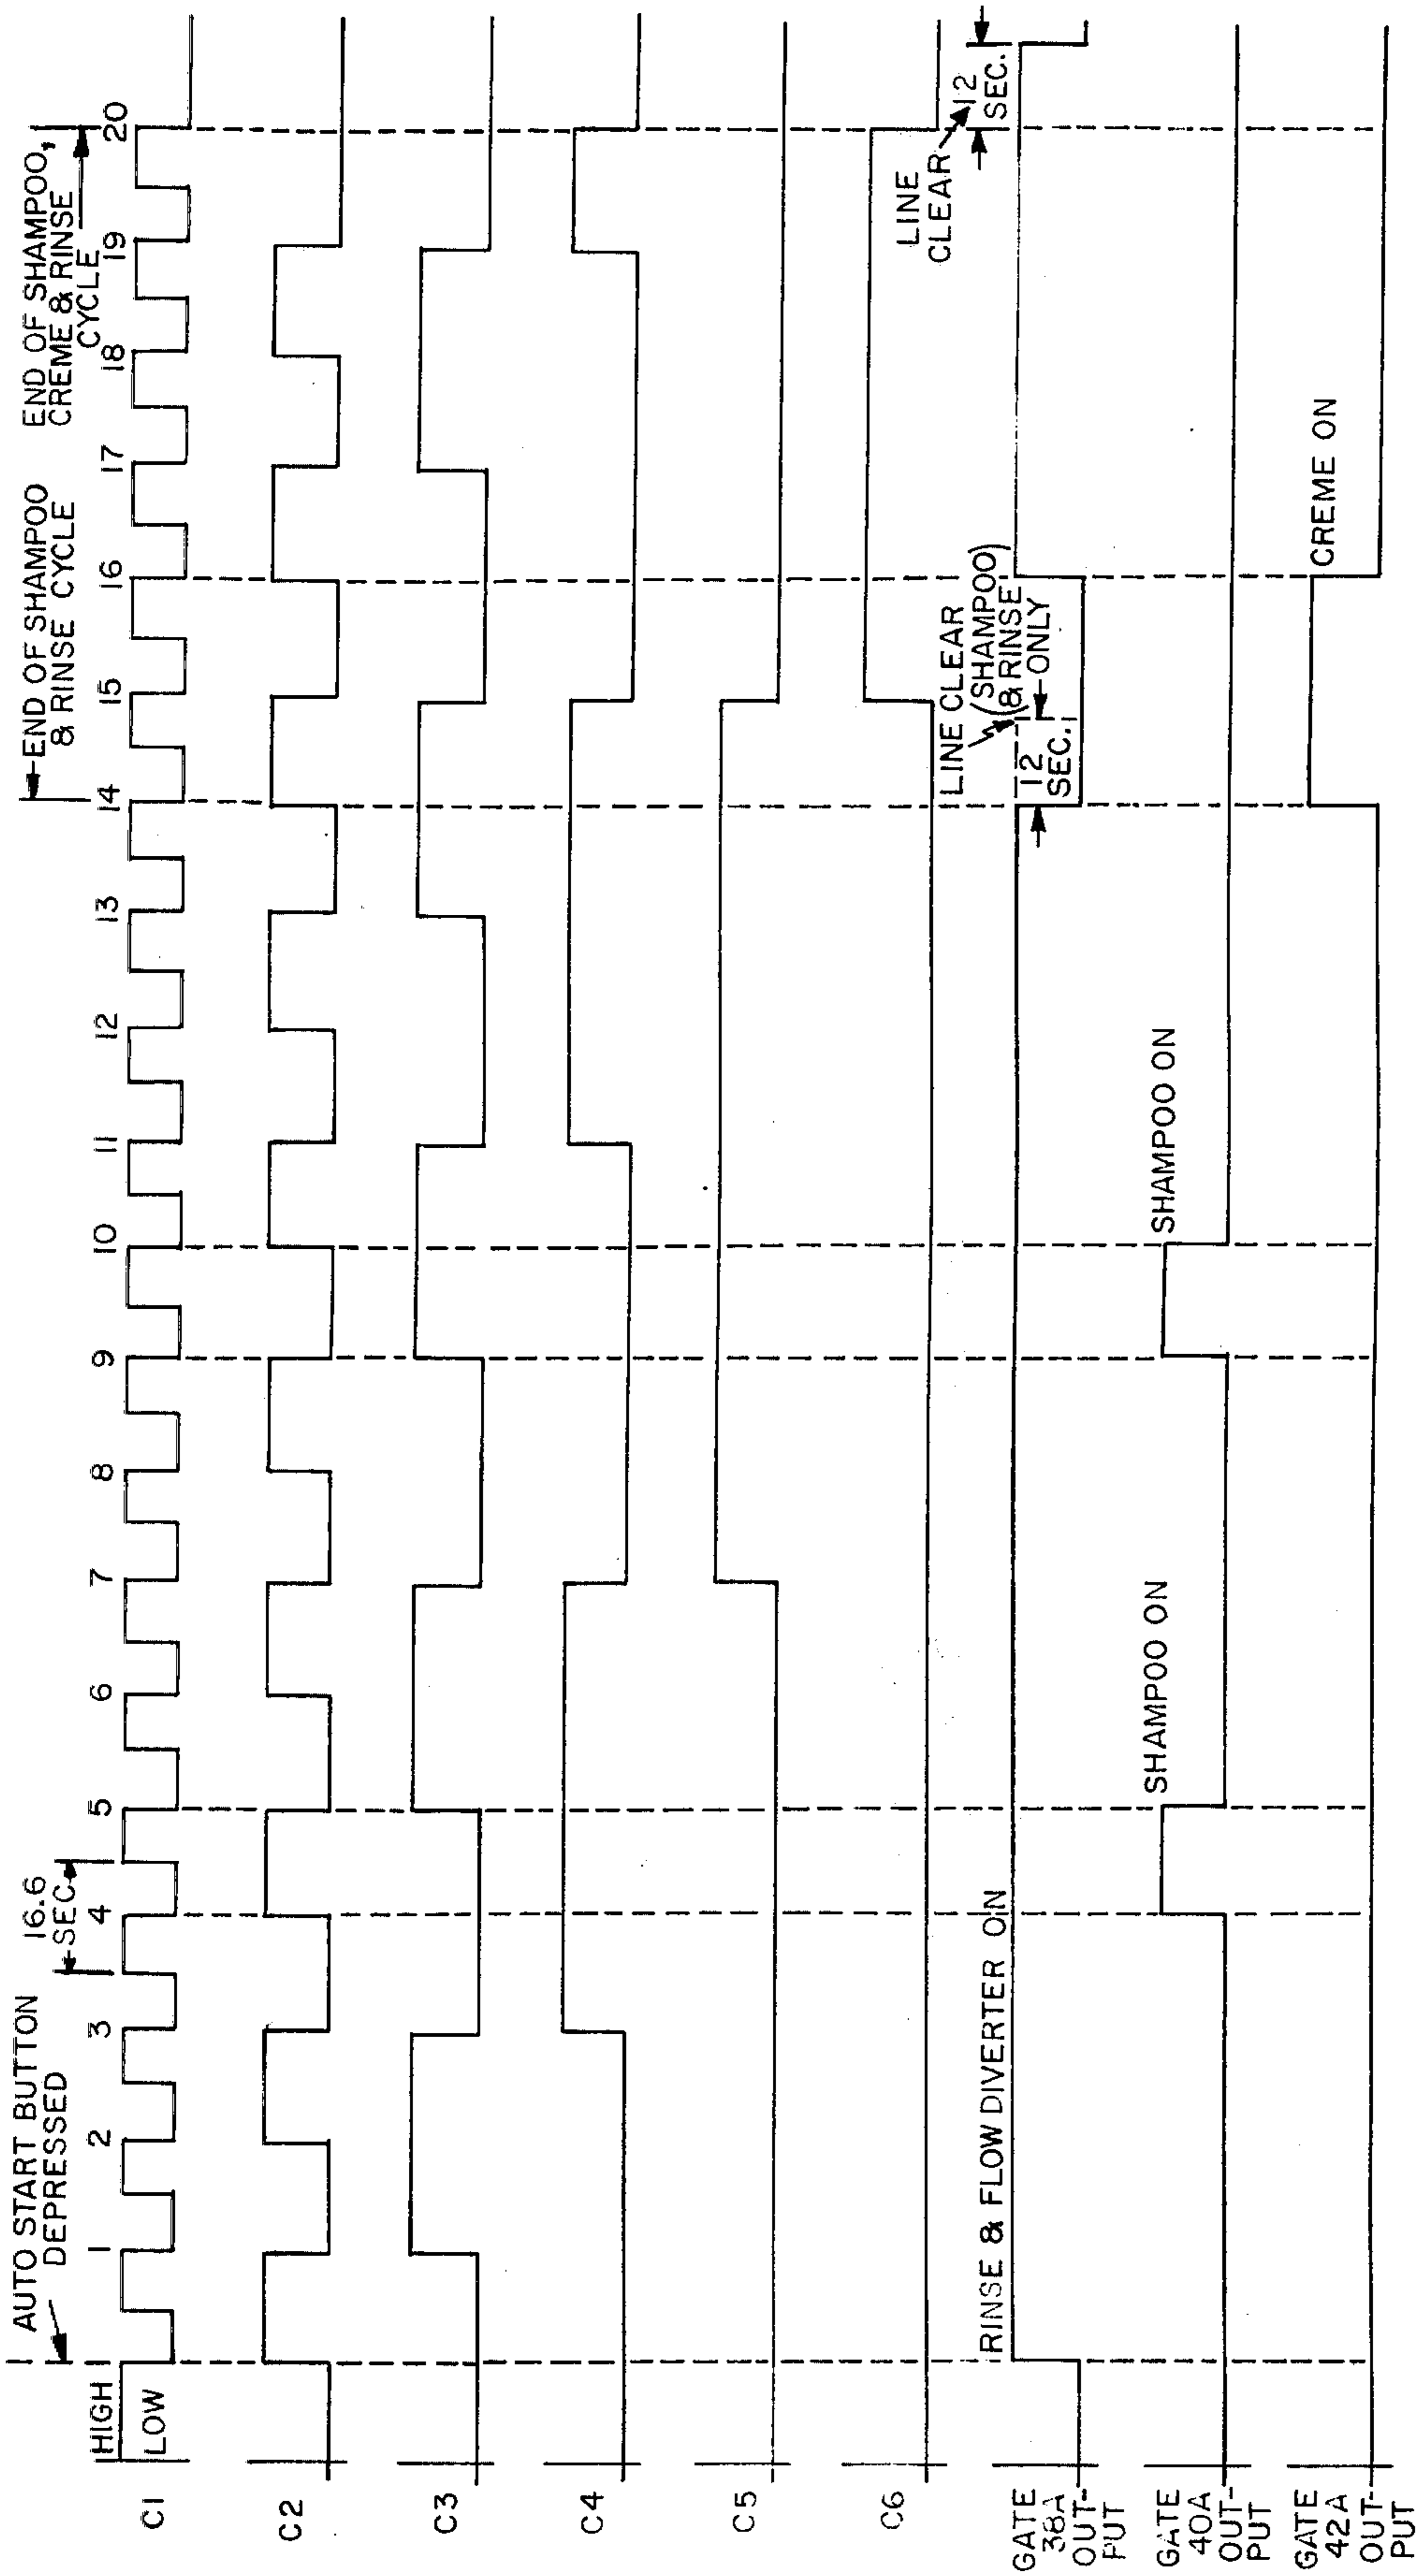 AUTO START BUTTON
DEPRESSED
16.6
SEC.
END OF SHAMPOO
& RINSE CYCLE
END OF SHAMPOO,
CREME & RINSE
CYCLE
HIGH
LOW
1 2 3 4 5 6 7 8 9 10 11 12 13 14 15 16 17 18 19 20
C1
C2
C3
C4
C5
C6
LINE CLEAR
(SHAMPOO)
& RINSE
ONLY
12
SEC.
LINE
CLEAR
12
SEC.
RINSE & FLOW DIVERTER ON
GATE
38A
OUT-
PUT
SHAMPOO ON
SHAMPOO ON
GATE
40A
OUT-
PUT
CREME ON
GATE
42A
OUT-
PUT